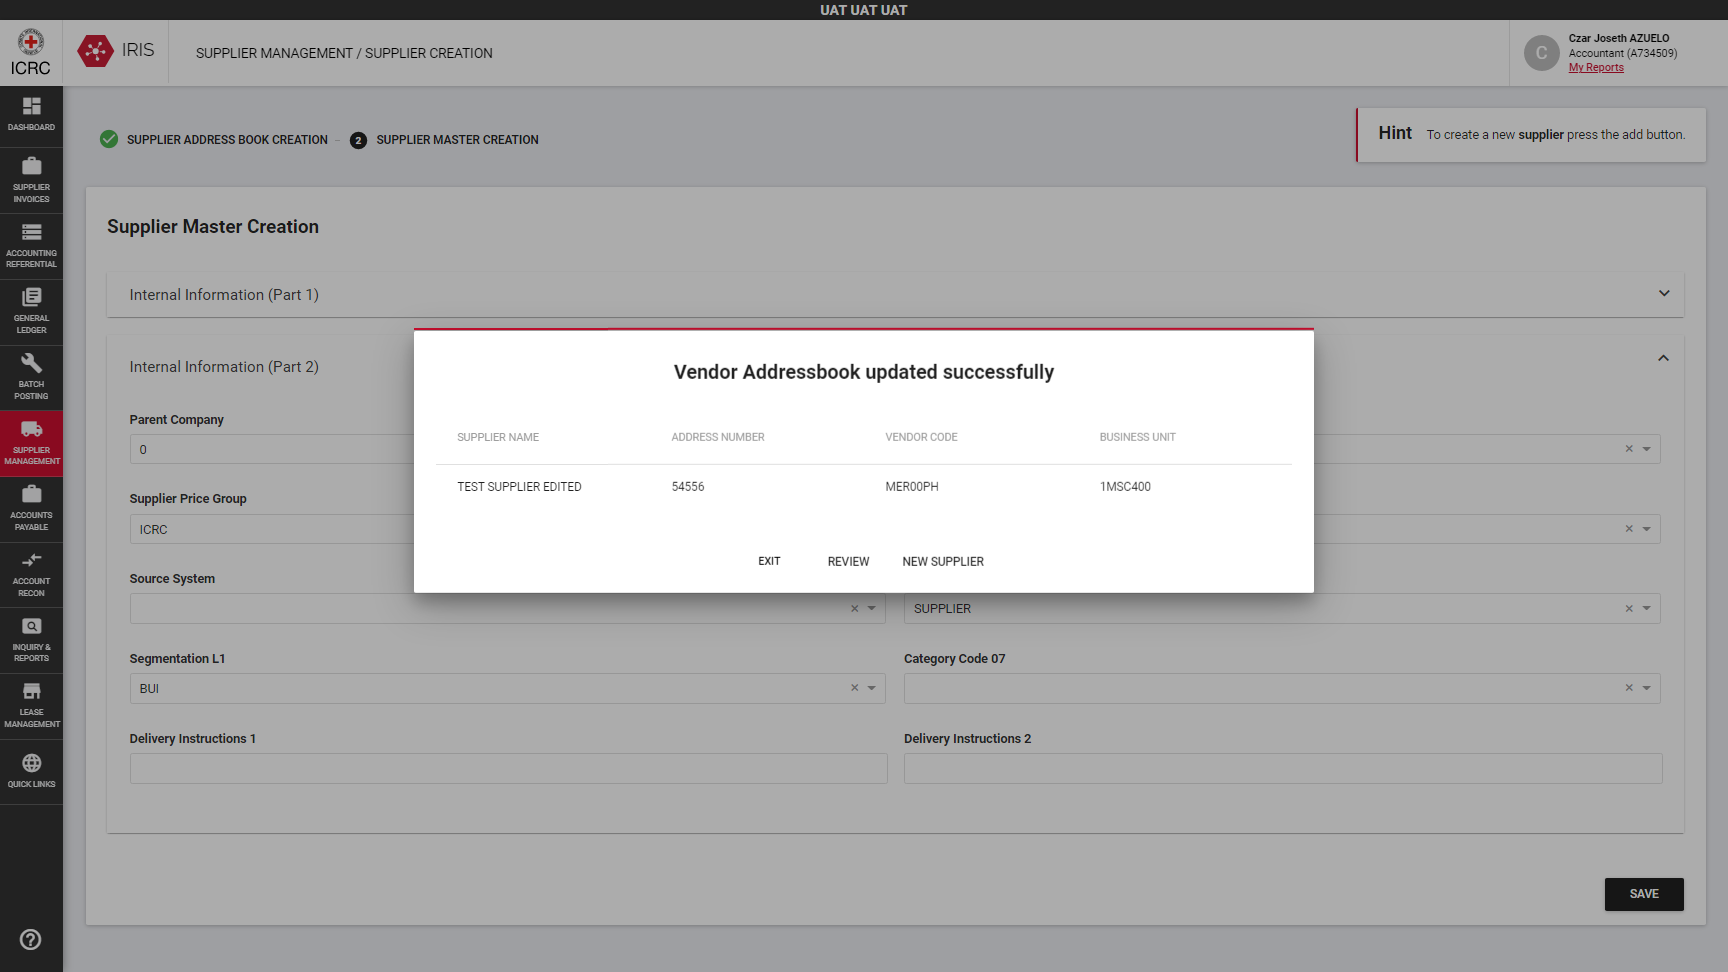 UAT UAT UAT
ICRC
IRIS
SUPPLIER MANAGEMENT / SUPPLIER CREATION
C
Czar Joseth AZUELO
Accountant (A734509)
My Reports
DASHBOARD
SUPPLIER
INVOICES
ACCOUNTING
REFERENTIAL
GENERAL
LEDGER
BATCH
POSTING
SUPPLIER
MANAGEMENT
ACCOUNTS
PAYABLE
ACCOUNT
RECON
INQUIRY &
REPORTS
LEASE
MANAGEMENT
QUICK LINKS
SUPPLIER ADDRESS BOOK CREATION
2 SUPPLIER MASTER CREATION
Hint To create a new supplier press the add button.
Supplier Master Creation
Internal Information (Part 1)
Internal Information (Part 2)
Parent Company
0
Supplier Price Group
ICRC
Source System
SUPPLIER
Segmentation L1
Category Code 07
BUI
Delivery Instructions 1
Delivery Instructions 2
SAVE
Vendor Addressbook updated successfully
SUPPLIER NAME ADDRESS NUMBER VENDOR CODE BUSINESS UNIT
TEST SUPPLIER EDITED 54556 MER00PH 1MSC400
EXIT REVIEW NEW SUPPLIER